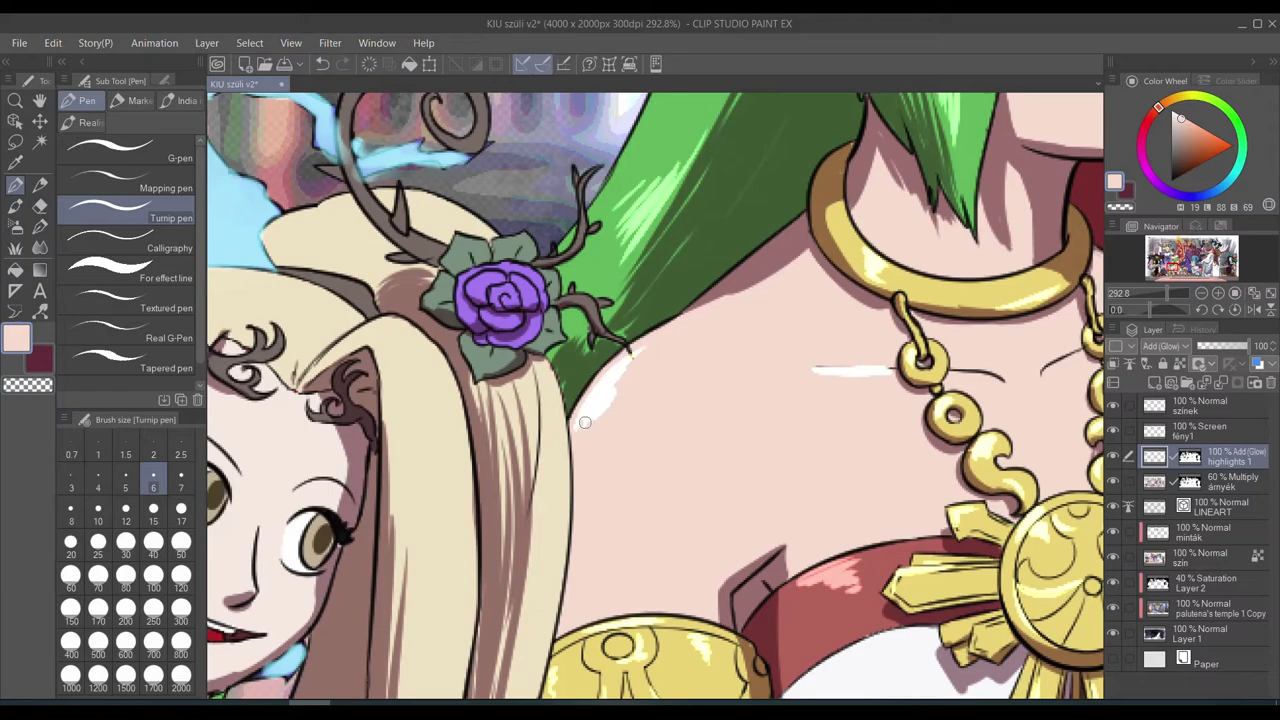 KIU szüli v2* (4000 x 2000px 300dpi 292.8%) - CLIP STUDIO PAINT EX
File Edit Story(P) Animation Layer Select View Filter Window Help
KIU szüli v2*
Sub Tool [Pen]
Pen Marke India
Realis
G-pen
Mapping pen
Turnip pen
Calligraphy
For effect line
Textured pen
Real G-Pen
Tapered pen
Brush size [Turnip pen]
0.7 1 1.5 2 2.5
3 4 5 6 7
8 10 12 15 17
20 25 30 40 50
60 70 80 100 120
150 170 200 250 300
400 500 600 700 800
1000 1200 1500 1700 2000
Color Wheel Color Slider
H 19 L 88 S 69
Navigator
292.8
0.0
Layer History
Add (Glow) 100
100 % Normal
színek
100 % Screen
fény1
100 % Add (Glow)
highlights 1
60 % Multiply
árnyék
100 % Normal
LINEART
100 % Normal
minták
100 % Normal
szín
40 % Saturation
Layer 2
100 % Normal
palutena's temple 1 Copy
100 % Normal
Layer 1
Paper